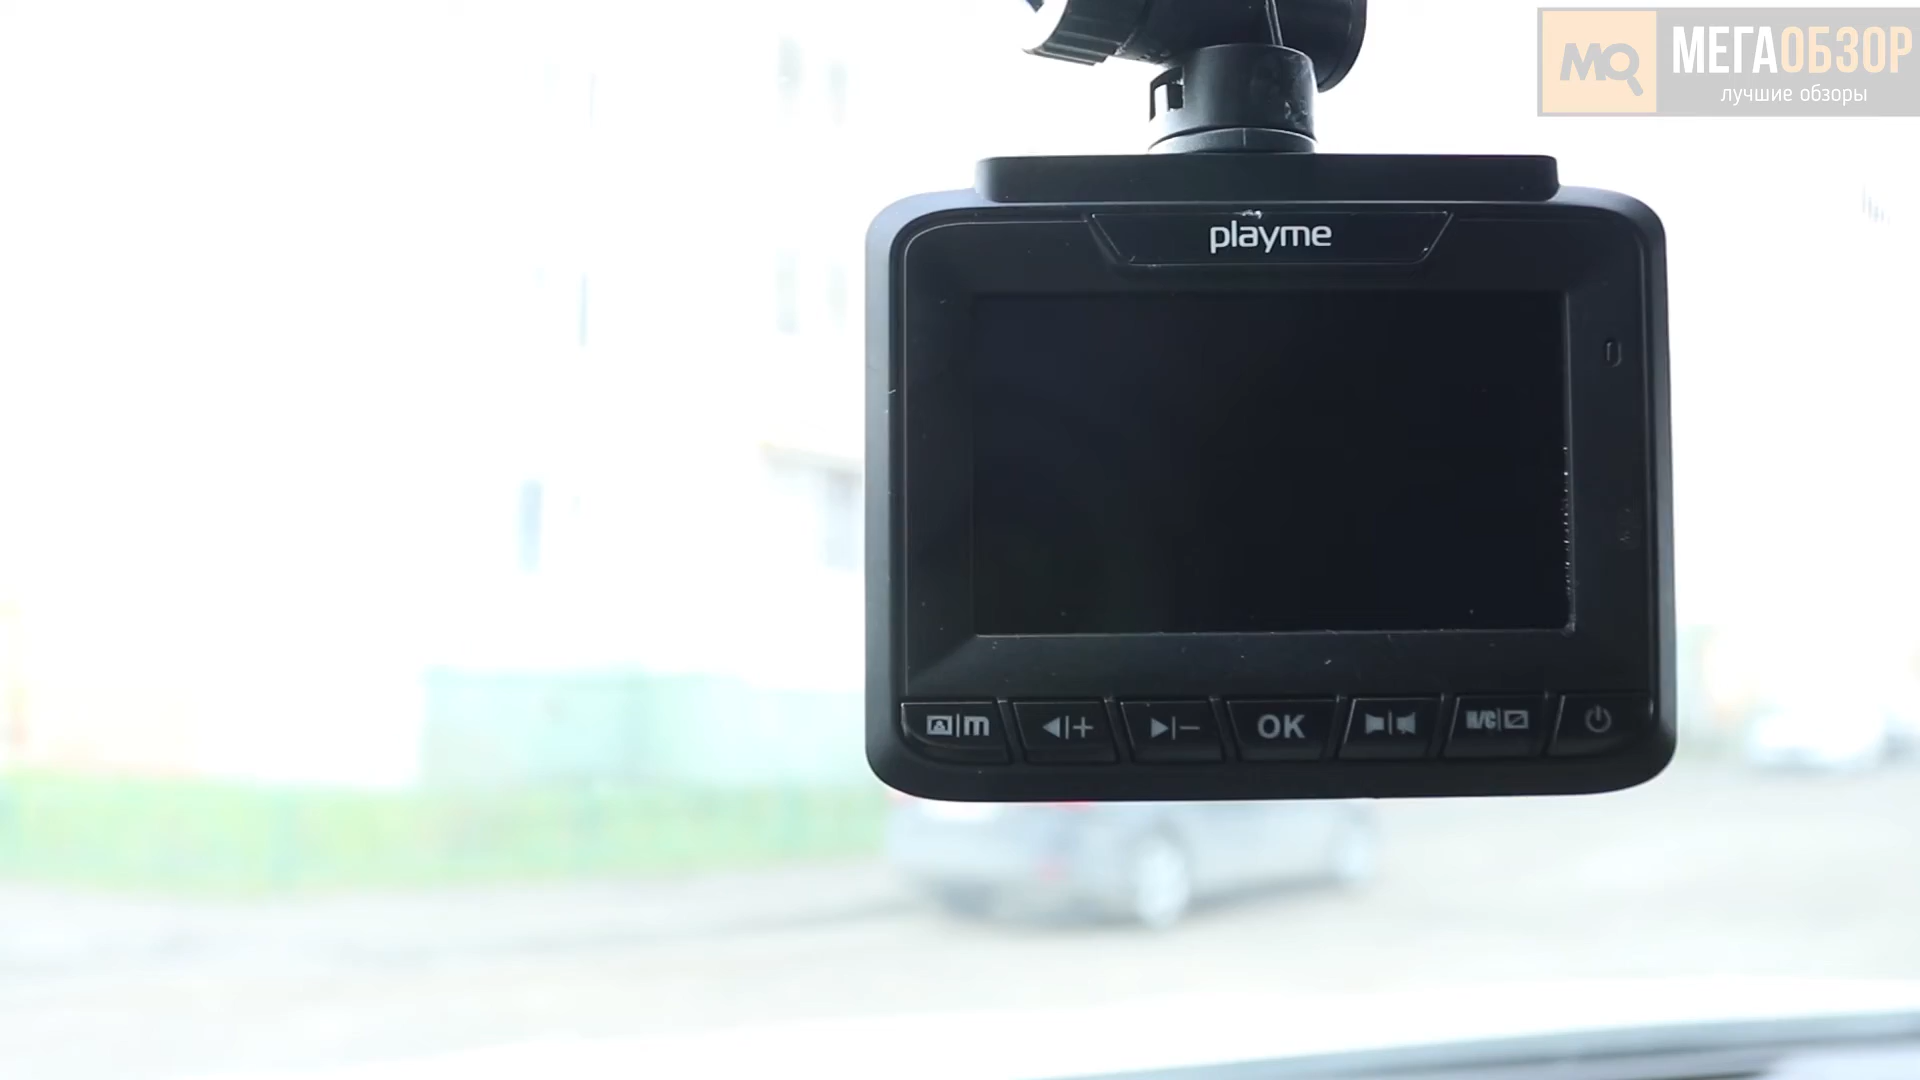 MQ МЕГАОБЗОР
лучшие обзоры
playme
A|m
◀|+
▶|−
OK
H/C|